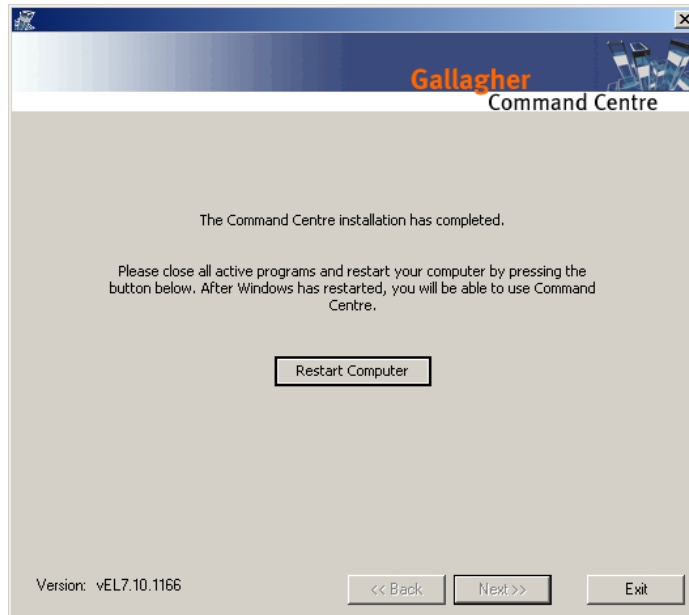 Gallagher
Command Centre
The Command Centre installation has completed.
Please close all active programs and restart your computer by pressing the
button below. After Windows has restarted, you will be able to use Command
Centre.
Restart Computer
Version: vEL7.10.1166
<< Back
Next >>
Exit